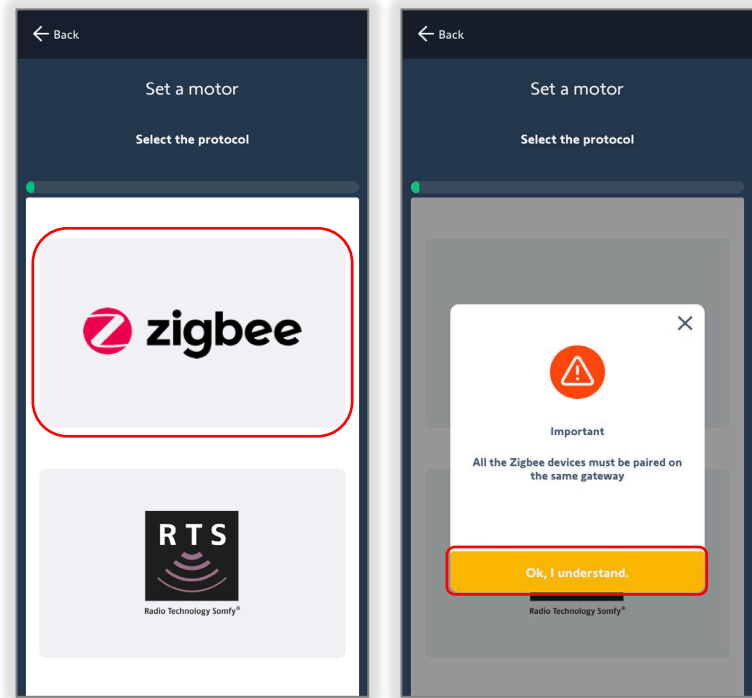 Back
Set a motor
Select the protocol
zigbee
RTS
Radio Technology Somfy®
Back
Set a motor
Select the protocol
Important
All the Zigbee devices must be paired on
the same gateway
Ok, I understand.
Radio Technology Somfy®